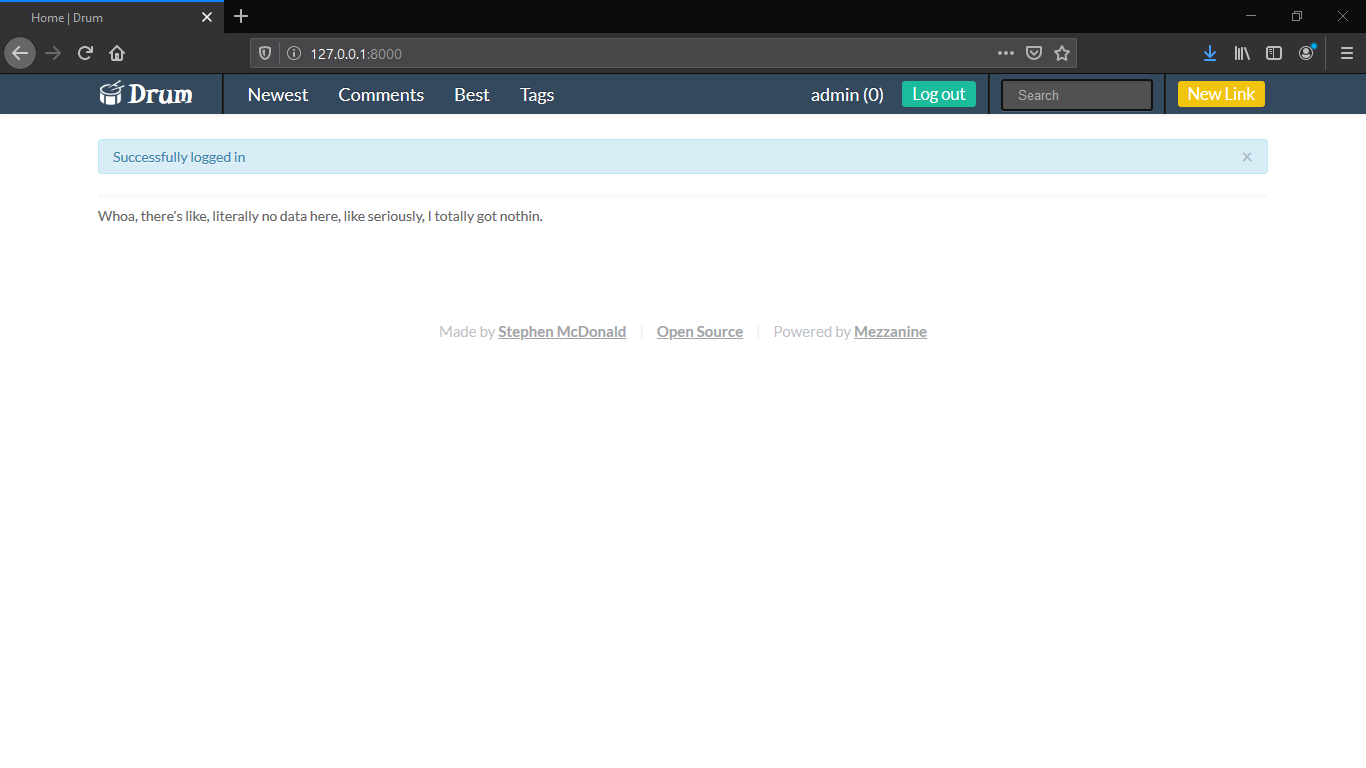 Home | Drum
127.0.0.1:8000
Drum Newest Comments Best Tags admin (0) Log out Search New Link
Successfully logged in ×
Whoa, there's like, literally no data here, like seriously, I totally got nothin.
Made by Stephen McDonald | Open Source | Powered by Mezzanine